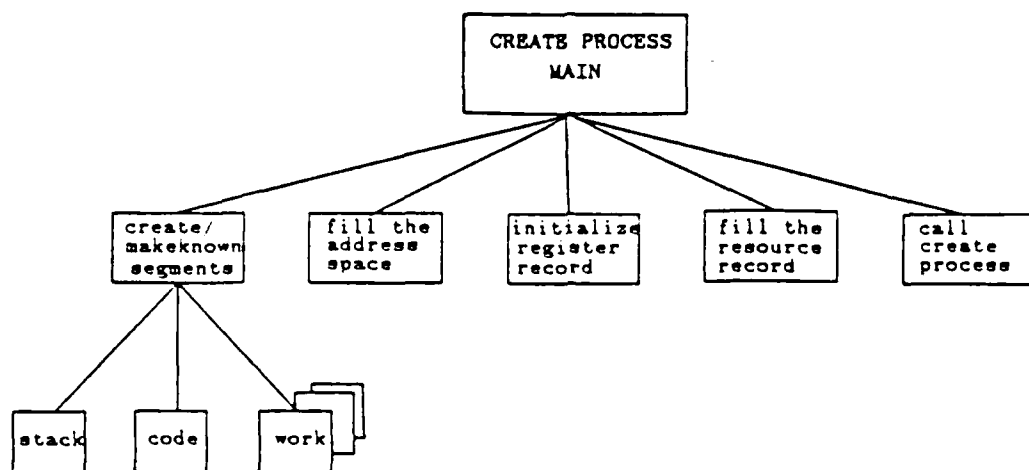 CREATE PROCESS
MAIN
create/
makeknown
segments
fill the
address
space
initialize
register
record
fill the
resource
record
call
create
process
stack
code
work